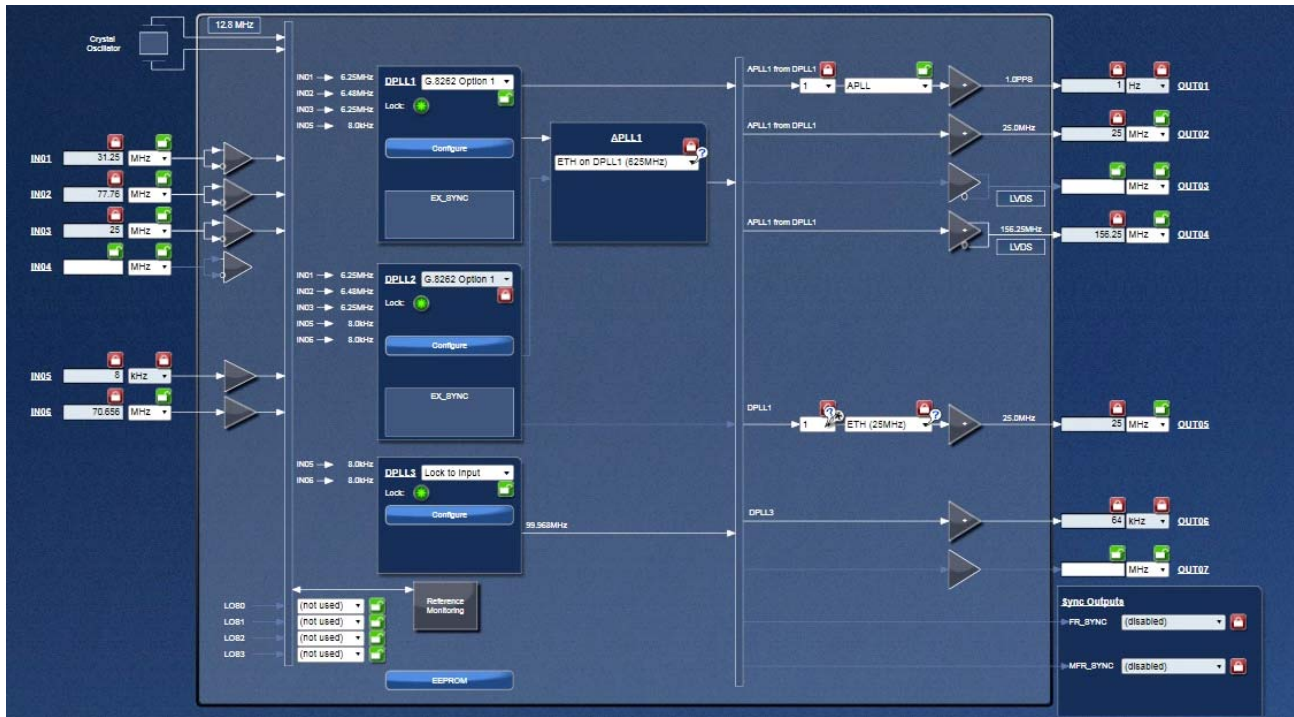 12.8 MHz
Crystal
Oscillator
IN01 6.25MHz
IN02 6.48MHz
IN03 6.25MHz
IN05 8.0kHz
DPLL1 G.8262 Option 1
Lock:
Configure
EX_SYNC
APLL1
ETH on DPLL1 (625MHz)
APLL1 from DPLL1
1 APLL
1.0PPS
1 Hz OUT01
APLL1 from DPLL1
25.0MHz
25 MHz OUT02
MHz OUT03
LVDS
APLL1 from DPLL1
156.25MHz
156.25 MHz OUT04
LVDS
IN01 31.25 MHz
IN02 77.76 MHz
IN03 25 MHz
IN04 MHz
IN01 6.25MHz
IN02 6.48MHz
IN03 6.25MHz
IN05 8.0kHz
IN06 8.0kHz
DPLL2 G.8262 Option 1
Lock:
Configure
EX_SYNC
IN05 8 kHz
IN06 70.656 MHz
DPLL1
1 ETH (25MHz)
25.0MHz
25 MHz OUT05
IN05 8.0kHz
IN06 8.0kHz
DPLL3 Lock to Input
Lock:
Configure
99.968MHz
DPLL3
64 kHz OUT06
MHz OUT07
Reference
Monitoring
LOS0 (not used)
LOS1 (not used)
LOS2 (not used)
LOS3 (not used)
EEPROM
Sync Outputs
FR_SYNC (disabled)
MFR_SYNC (disabled)